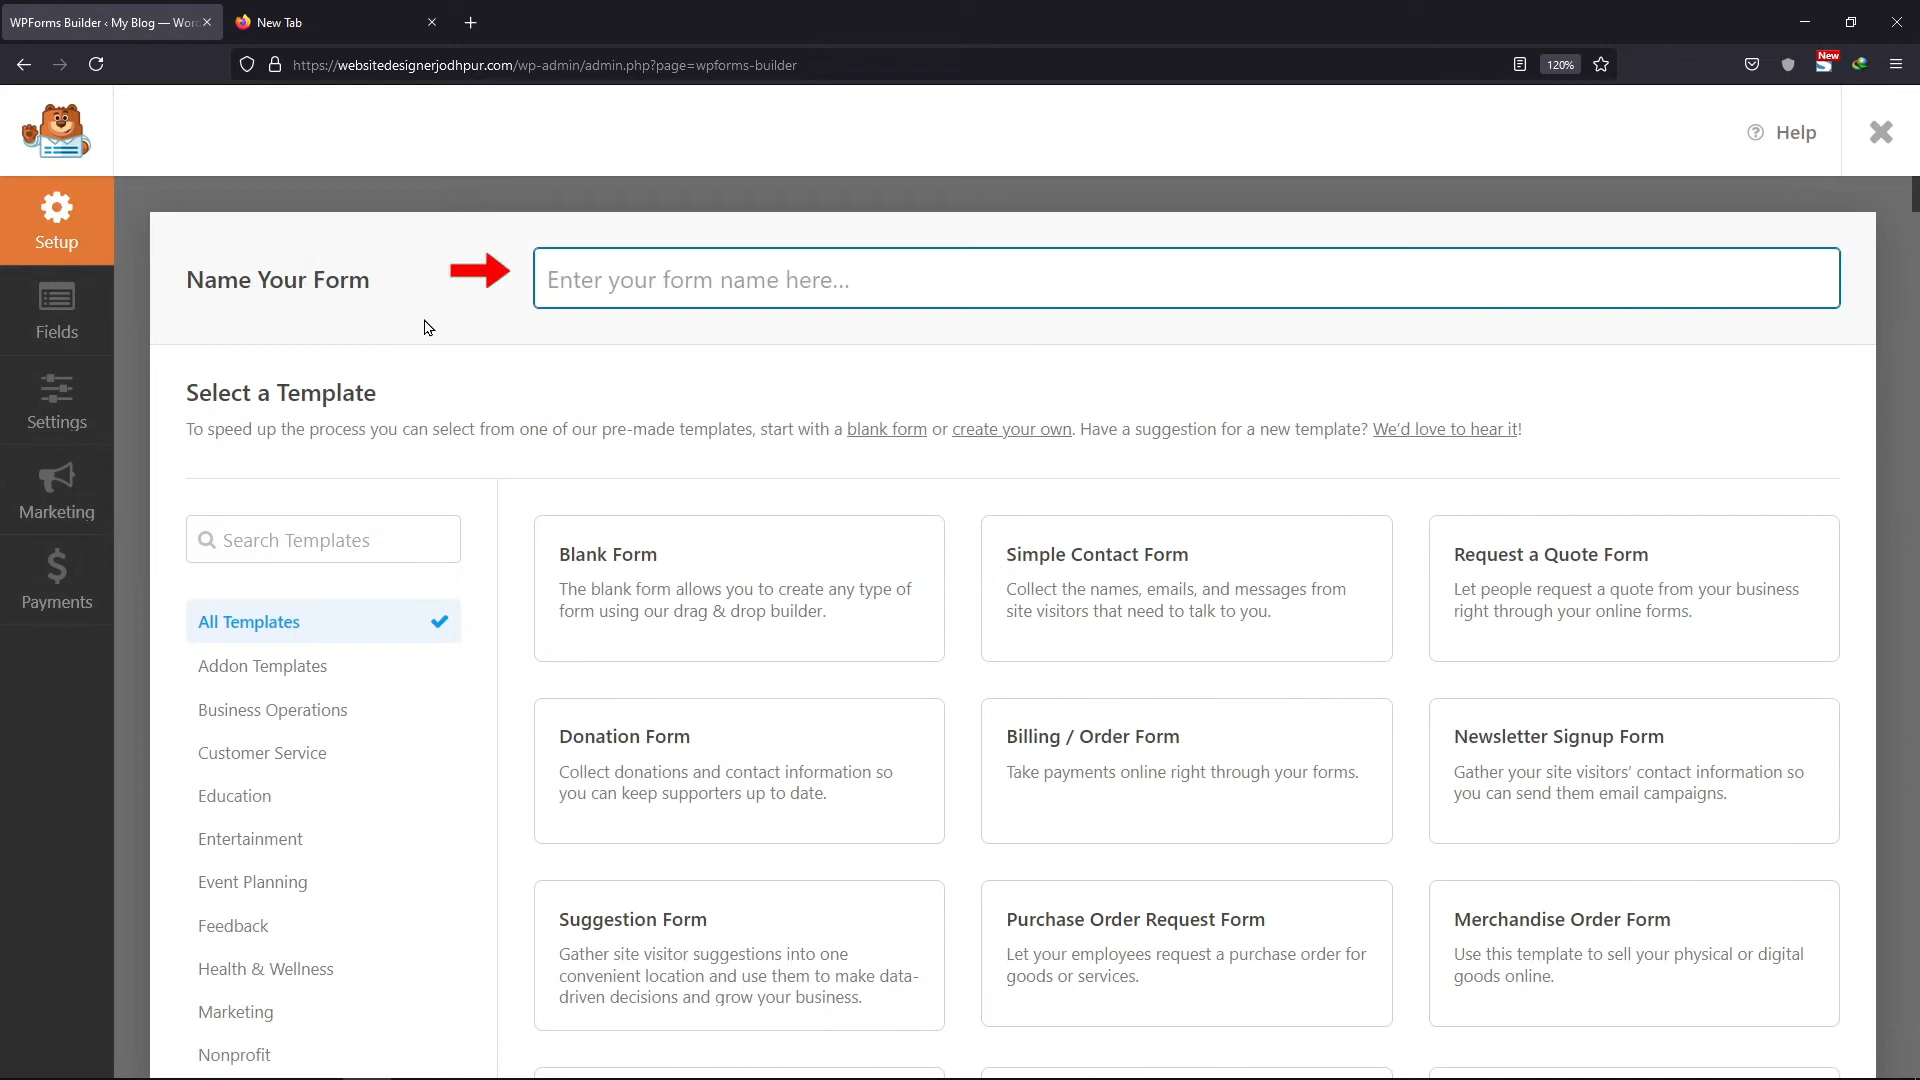 WPForms Builder ‹ My Blog — Wor
New Tab
https://websitedesignerjodhpur.com/wp-admin/admin.php?page=wpforms-builder
120%
New
Help
Setup
Fields
Settings
Marketing
Payments
Name Your Form
Enter your form name here...
Select a Template
To speed up the process you can select from one of our pre-made templates, start with a blank form or create your own. Have a suggestion for a new template? We'd love to hear it!
Search Templates
All Templates
Addon Templates
Business Operations
Customer Service
Education
Entertainment
Event Planning
Feedback
Health & Wellness
Marketing
Nonprofit
Blank Form
The blank form allows you to create any type of
form using our drag & drop builder.
Simple Contact Form
Collect the names, emails, and messages from
site visitors that need to talk to you.
Request a Quote Form
Let people request a quote from your business
right through your online forms.
Donation Form
Collect donations and contact information so
you can keep supporters up to date.
Billing / Order Form
Take payments online right through your forms.
Newsletter Signup Form
Gather your site visitors' contact information so
you can send them email campaigns.
Suggestion Form
Gather site visitor suggestions into one
convenient location and use them to make data-
driven decisions and grow your business.
Purchase Order Request Form
Let your employees request a purchase order for
goods or services.
Merchandise Order Form
Use this template to sell your physical or digital
goods online.